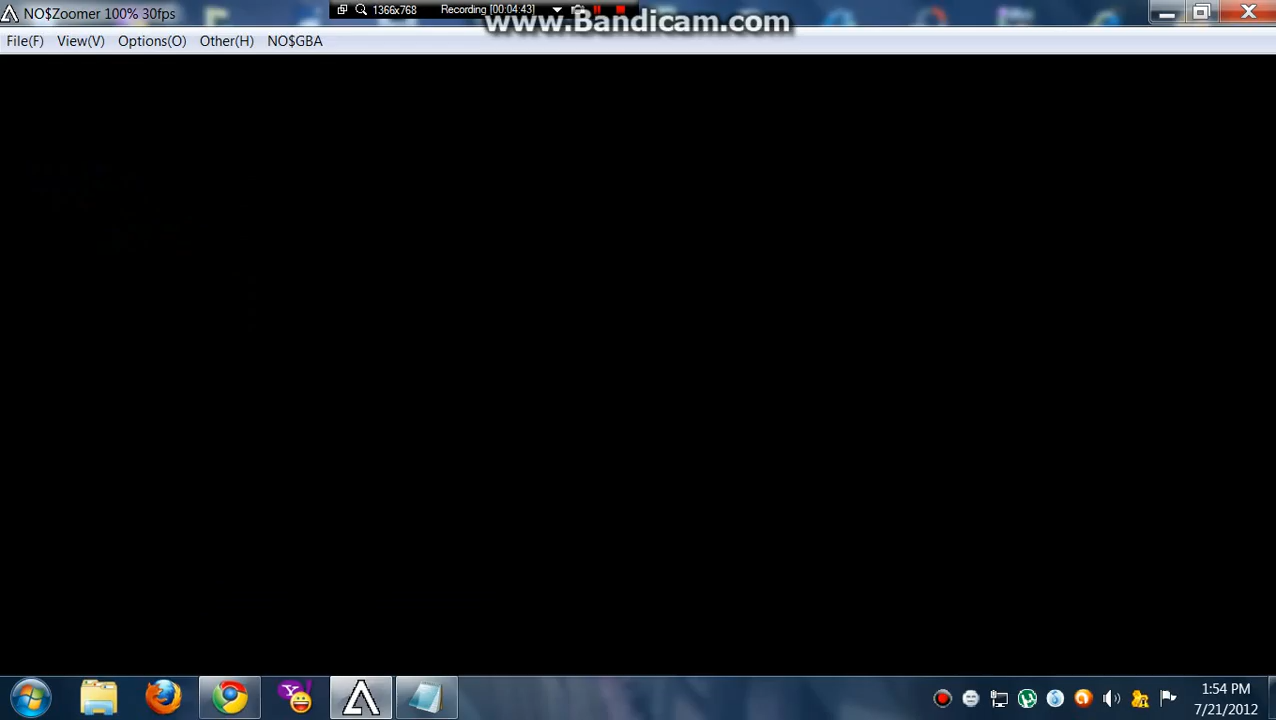 NO$Zoomer 100% 30fps
1366x768 Recording [00:04:43]
www.Bandicam.com
File(F) View(V) Options(O) Other(H) NO$GBA
1:54 PM
7/21/2012